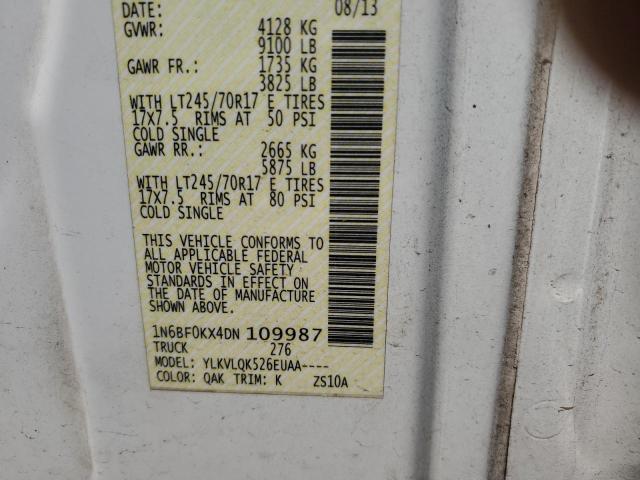 DATE: 08/13
GVWR: 4128 KG
9100 LB
GAWR FR.: 1735 KG
3825 LB
WITH LT245/70R17 E TIRES
17X7.5 RIMS AT 50 PSI
COLD SINGLE
GAWR RR.: 2665 KG
5875 LB
WITH LT245/70R17 E TIRES
17X7.5 RIMS AT 80 PSI
COLD SINGLE
THIS VEHICLE CONFORMS TO
ALL APPLICABLE FEDERAL
MOTOR VEHICLE SAFETY
STANDARDS IN EFFECT ON
THE DATE OF MANUFACTURE
SHOWN ABOVE.
1N6BF0KX4DN 109987
TRUCK 276
MODEL: YLKVLQK526EUAA----
COLOR: QAK TRIM: K ZS10A